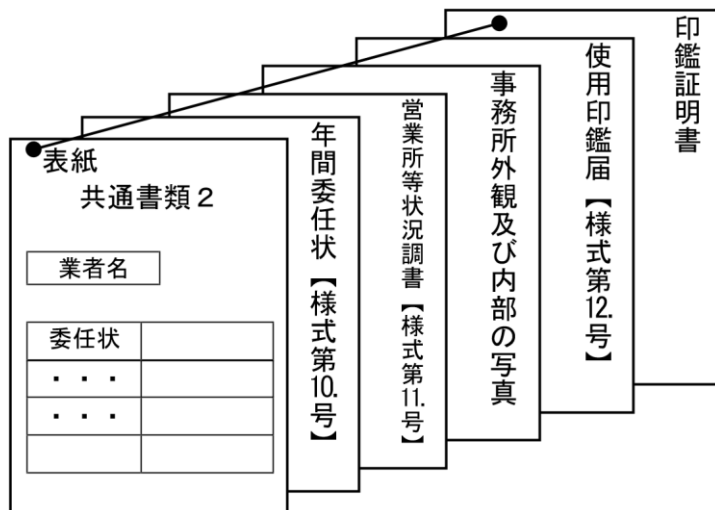 表紙
共通書類２
業者名
委任状
・・・
・・・
年間委任状【様式第10.号】
営業所等状況調書【様式第11.号】
事務所外観及び内部の写真
使用印鑑届【様式第12.号】
印鑑証明書